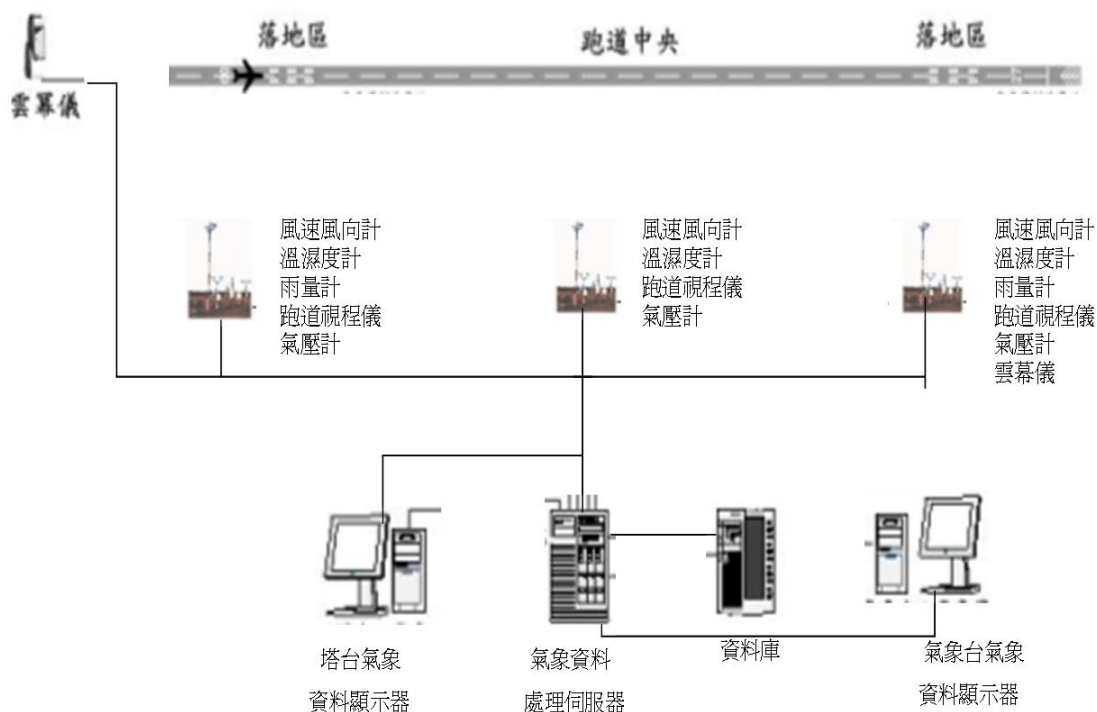 落地區
跑道中央
落地區
雲冪儀
27
風速風向計
溫濕度計
雨量計
跑道視程儀
氣壓計
風速風向計
溫濕度計
跑道視程儀
氣壓計
風速風向計
溫濕度計
雨量計
跑道視程儀
氣壓計
雲幕儀
塔台氣象
資料顯示器
氣象資料
處理伺服器
資料庫
氣象台氣象
資料顯示器